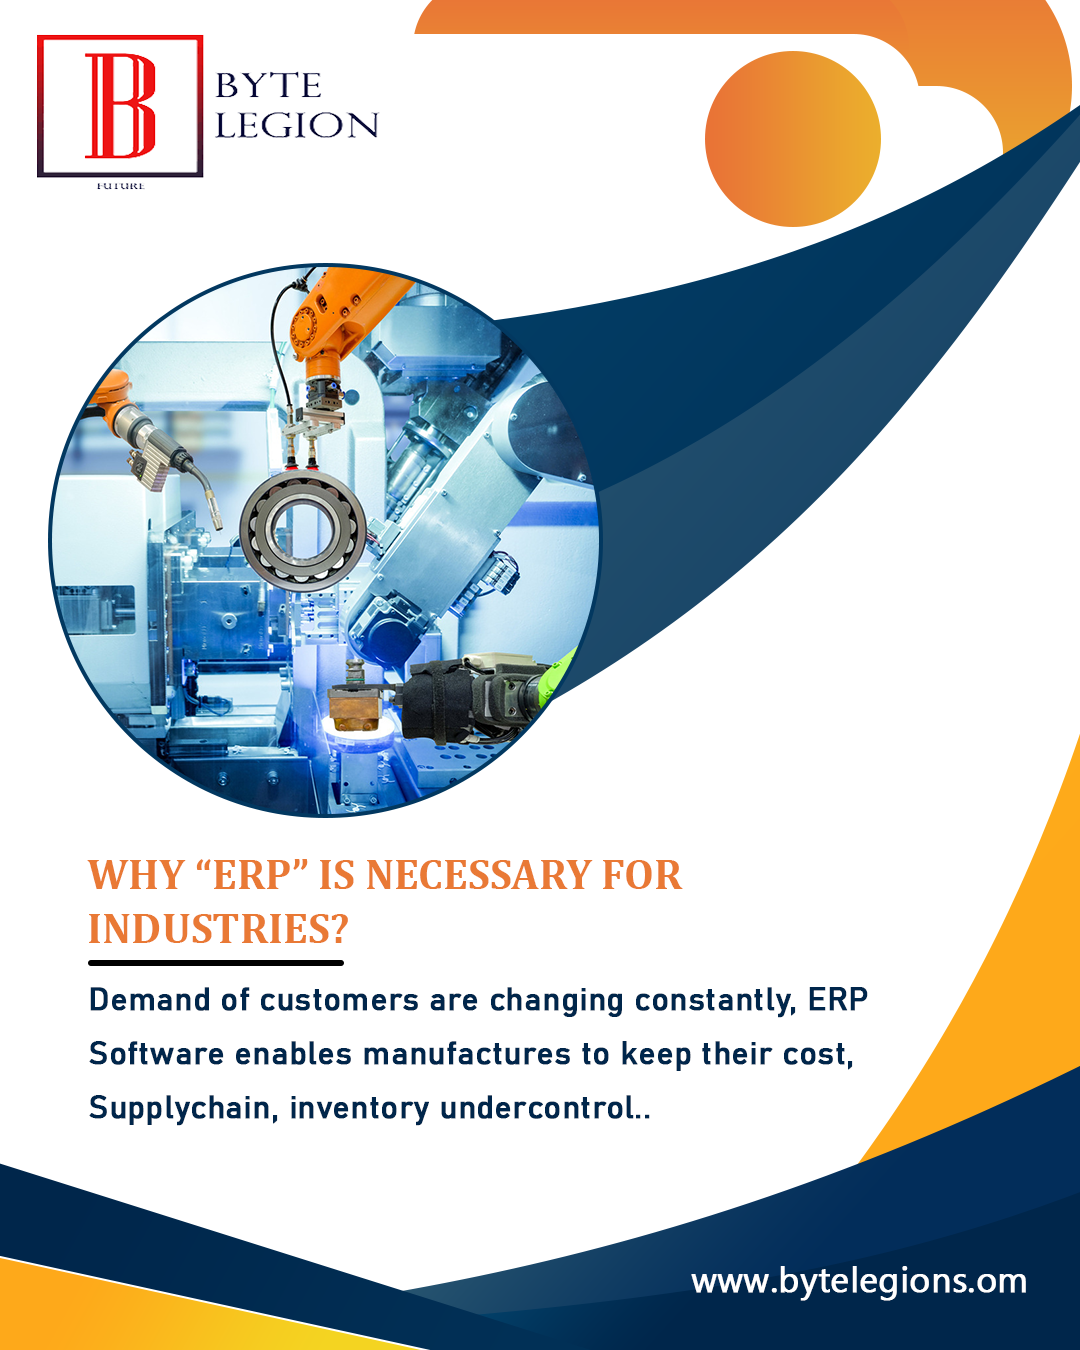 B
BYTE
LEGION
FUTURE
WHY “ERP” IS NECESSARY FOR
INDUSTRIES?
Demand of customers are changing constantly, ERP
Software enables manufactures to keep their cost,
Supplychain, inventory undercontrol..
www.bytelegions.om